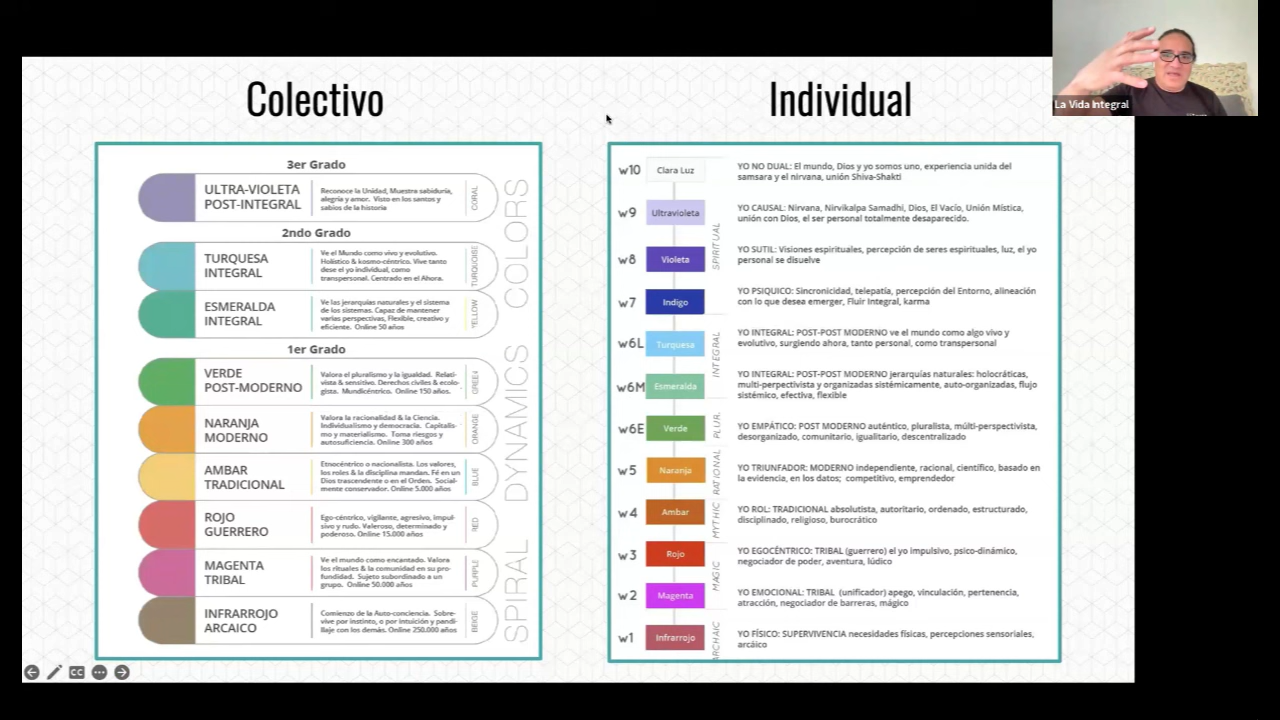 Colectivo
3er Grado
ULTRA-VIOLETA
POST-INTEGRAL
Reconoce la Unidad, Muestra sabiduría,
alegría y amor. Visto en los santos y
sabios de la historia
CORAL
2ndo Grado
TURQUESA
INTEGRAL
Ve el Mundo como vivo y evolutivo.
Holístico & kosmo-céntrico. Vive tanto
dese el yo individual, como
transpersonal. Centrado en el Ahora.
TURQUOISE
ESMERALDA
INTEGRAL
Ve las jerarquías naturales y el sistema
de los sistemas. Capaz de mantener
varias perspectivas, Flexible, creativo y
eficiente. Online 50 años
YELLOW
1er Grado
VERDE
POST-MODERNO
Valora el pluralismo y la igualdad. Relati-
vista & sensitivo. Derechos civiles & ecolo-
gista. Mundicéntrico. Online 150 años.
GREEN
NARANJA
MODERNO
Valora la racionalidad & la Ciencia.
Individualismo y democracia. Capitalis-
mo y materialismo. Toma riesgos y
autosuficiencia. Online 300 años
ORANGE
AMBAR
TRADICIONAL
Etnocéntrico o nacionalista. Los valores,
los roles & la disciplina mandan. Fé en un
Dios trascendente o en el Orden. Social-
mente conservador. Online 5.000 años
BLUE
ROJO
GUERRERO
Ego-céntrico, vigilante, agresivo, impul-
sivo y rudo. Valeroso, determinado y
poderoso. Online 15.000 años
RED
MAGENTA
TRIBAL
Ve el mundo como encantado. Valora
los rituales & la comunidad en su pro-
fundidad. Sujeto subordinado a un
grupo. Online 50.000 años
PURPLE
INFRARROJO
ARCAICO
Comienzo de la Auto-conciencia. Sobre-
vive por instinto, o por intuición y pandi-
llaje con los demás. Online 250.000 años
BEIGE
SPIRAL DYNAMICS COLORS
Individual
w10 Clara Luz
YO NO DUAL: El mundo, Dios y yo somos uno, experiencia unida del
samsara y el nirvana, unión Shiva-Shakti
w9 Ultravioleta
YO CAUSAL: Nirvana, Nirvikalpa Samadhi, Dios, El Vacío, Unión Mística,
unión con Dios, el ser personal totalmente desaparecido.
w8 Violeta
YO SUTIL: Visiones espirituales, percepción de seres espirituales, luz, el yo
personal se disuelve
SPIRITUAL
w7 Indigo
YO PSIQUICO: Sincronicidad, telepatía, percepción del Entorno, alineación
con lo que desea emerger, Fluir Integral, karma
w6L Turquesa
YO INTEGRAL: POST-POST MODERNO ve el mundo como algo vivo y
evolutivo, surgiendo ahora, tanto personal, como transpersonal
INTEGRAL
w6M Esmeralda
YO INTEGRAL: POST-POST MODERNO jerarquías naturales: holocráticas,
multi-perpectivista y organizadas sistémicamente, auto-organizadas, flujo
sistémico, efectiva, flexible
w6E Verde
YO EMPÁTICO: POST MODERNO auténtico, pluralista, múlti-perspectivista,
desorganizado, comunitario, igualitario, descentralizado
PLUR.
w5 Naranja
YO TRIUNFADOR: MODERNO independiente, racional, científico, basado en
la evidencia, en los datos; competitivo, emprendedor
RATIONAL
w4 Ambar
YO ROL: TRADICIONAL absolutista, autoritario, ordenado, estructurado,
disciplinado, religioso, burocrático
MYTHIC
w3 Rojo
YO EGOCÉNTRICO: TRIBAL (guerrero) el yo impulsivo, psico-dinámico,
negociador de poder, aventura, lúdico
MAGIC
w2 Magenta
YO EMOCIONAL: TRIBAL (unificador) apego, vinculación, pertenencia,
atracción, negociador de barreras, mágico
w1 Infrarrojo
YO FÍSICO: SUPERVIVENCIA necesidades físicas, percepciones sensoriales,
arcáico
ARCHAIC
La Vida Integral
CC